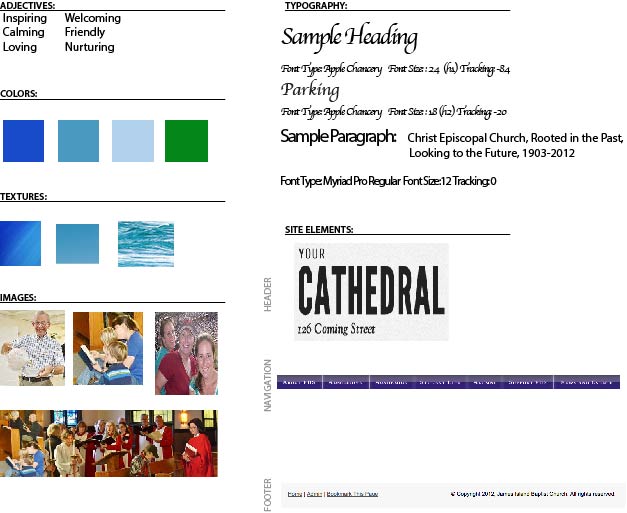 ADJECTIVES:
Inspiring Welcoming
Calming Friendly
Loving Nurturing
COLORS:
TEXTURES:
IMAGES:
TYPOGRAPHY:
Sample Heading
Font Type: Apple Chancery Font Size: 24 (h1) Tracking: -84
Parking
Font Type: Apple Chancery Font Size: 18 (h2) Tracking: -20
Sample Paragraph: Christ Episcopal Church, Rooted in the Past,
Looking to the Future, 1903-2012
Font Type: Myriad Pro Regular Font Size:12 Tracking: 0
SITE ELEMENTS:
HEADER
YOUR
CATHEDRAL
126 Coming Street
NAVIGATION
FOOTER
Home | Admin | Bookmark This Page
© Copyright 2012, James Island Baptist Church. All rights reserved.